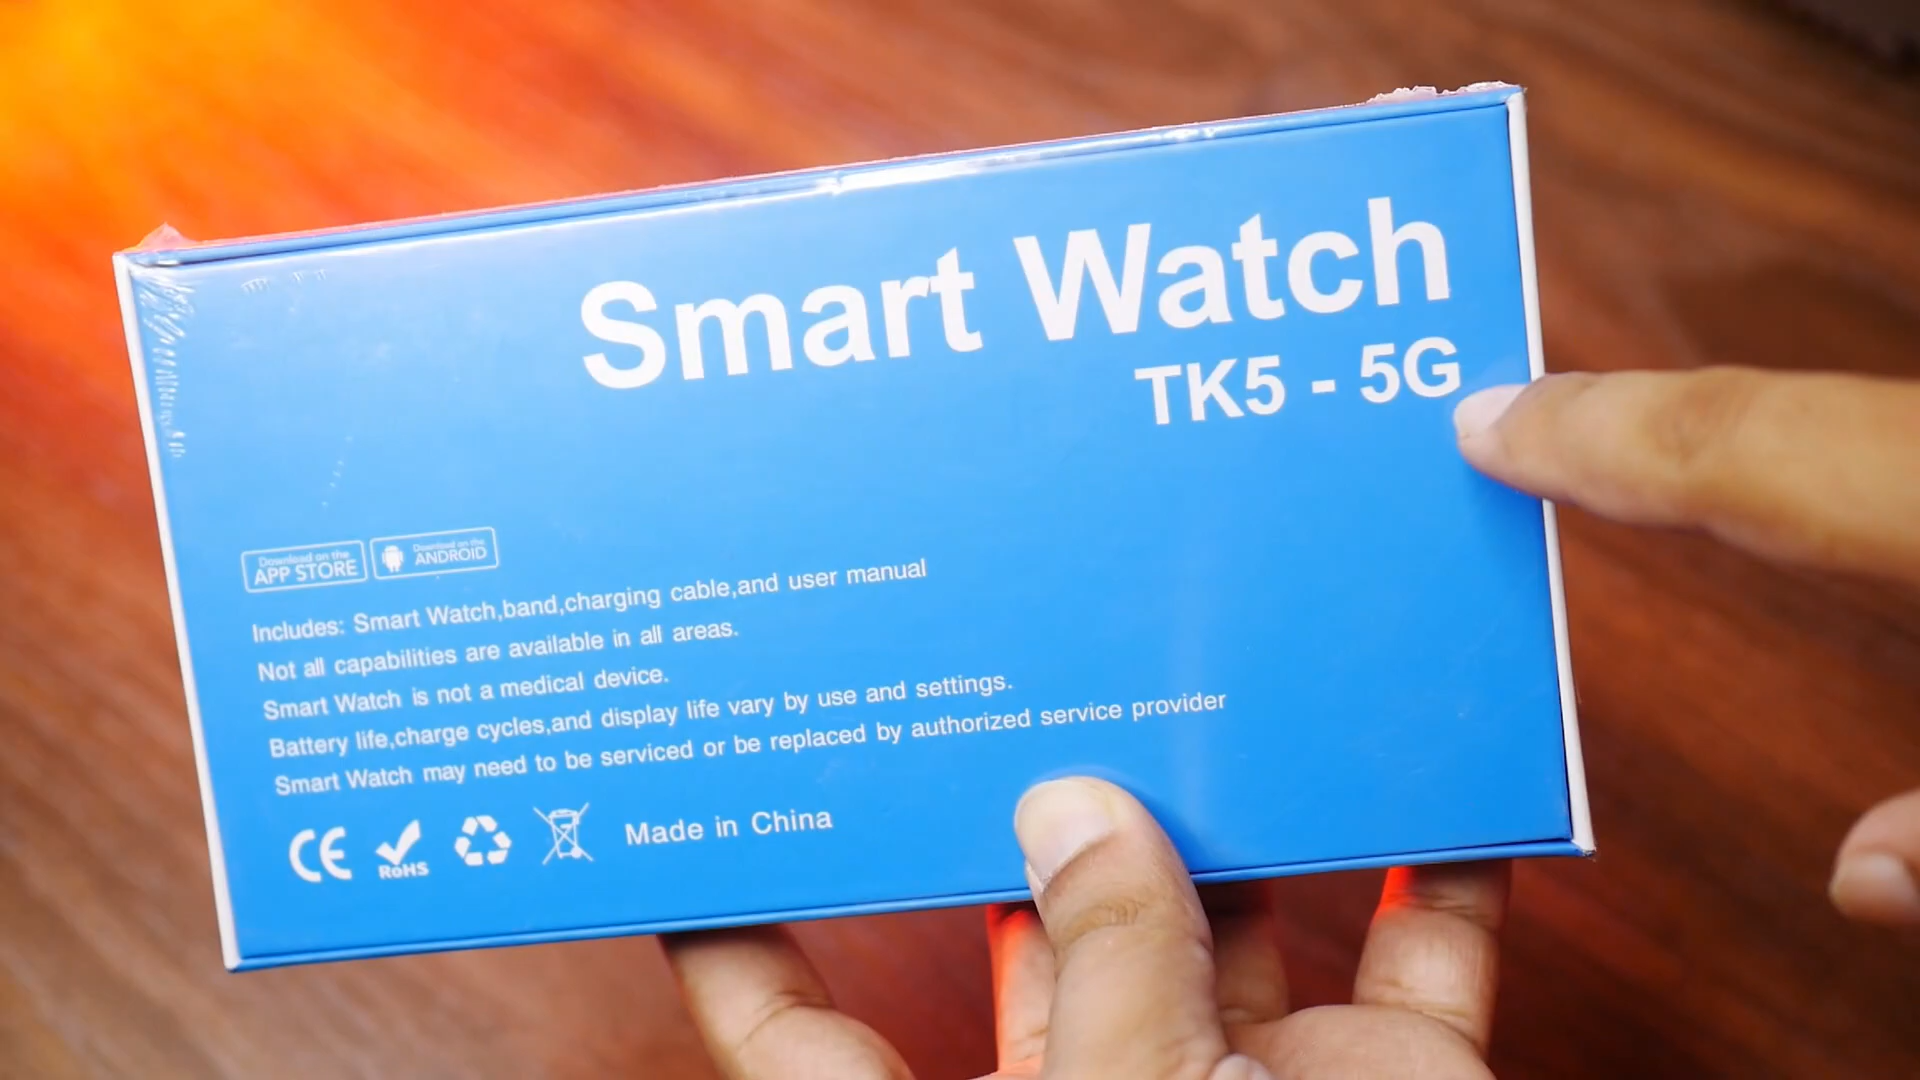 Smart Watch
TK5 - 5G
Download on the
APP STORE
Download on the
ANDROID
Includes: Smart Watch,band,charging cable,and user manual
Not all capabilities are available in all areas.
Smart Watch is not a medical device.
Battery life,charge cycles,and display life vary by use and settings.
Smart Watch may need to be serviced or be replaced by authorized service provider
CE
RoHS
Made in China